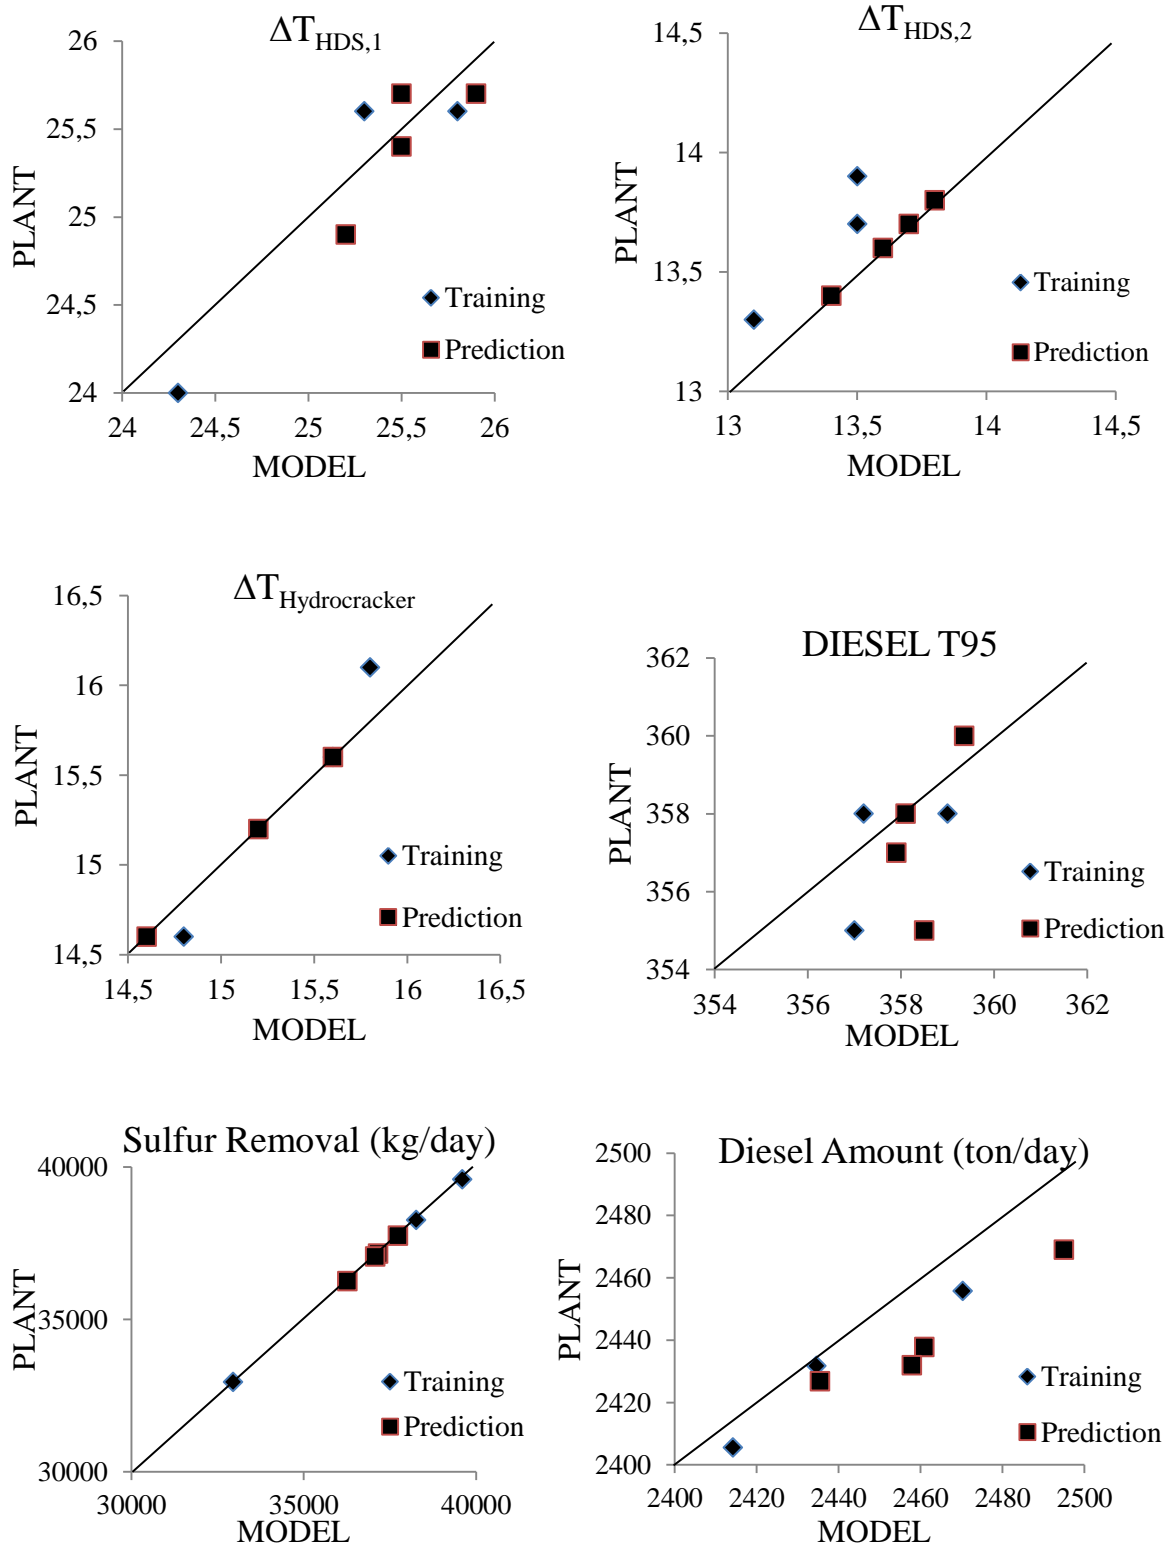 ΔT_HDS,1
26
25,5
25
24,5
24
PLANT
24 24,5 25 25,5 26
MODEL
Training
Prediction
ΔT_HDS,2
14,5
14
13,5
13
PLANT
13 13,5 14 14,5
MODEL
Training
Prediction
ΔT_Hydrocracker
16,5
16
15,5
15
14,5
PLANT
14,5 15 15,5 16 16,5
MODEL
Training
Prediction
DIESEL T95
362
360
358
356
354
PLANT
354 356 358 360 362
MODEL
Training
Prediction
Sulfur Removal (kg/day)
40000
35000
30000
PLANT
30000 35000 40000
MODEL
Training
Prediction
Diesel Amount (ton/day)
2500
2480
2460
2440
2420
2400
PLANT
2400 2420 2440 2460 2480 2500
MODEL
Training
Prediction